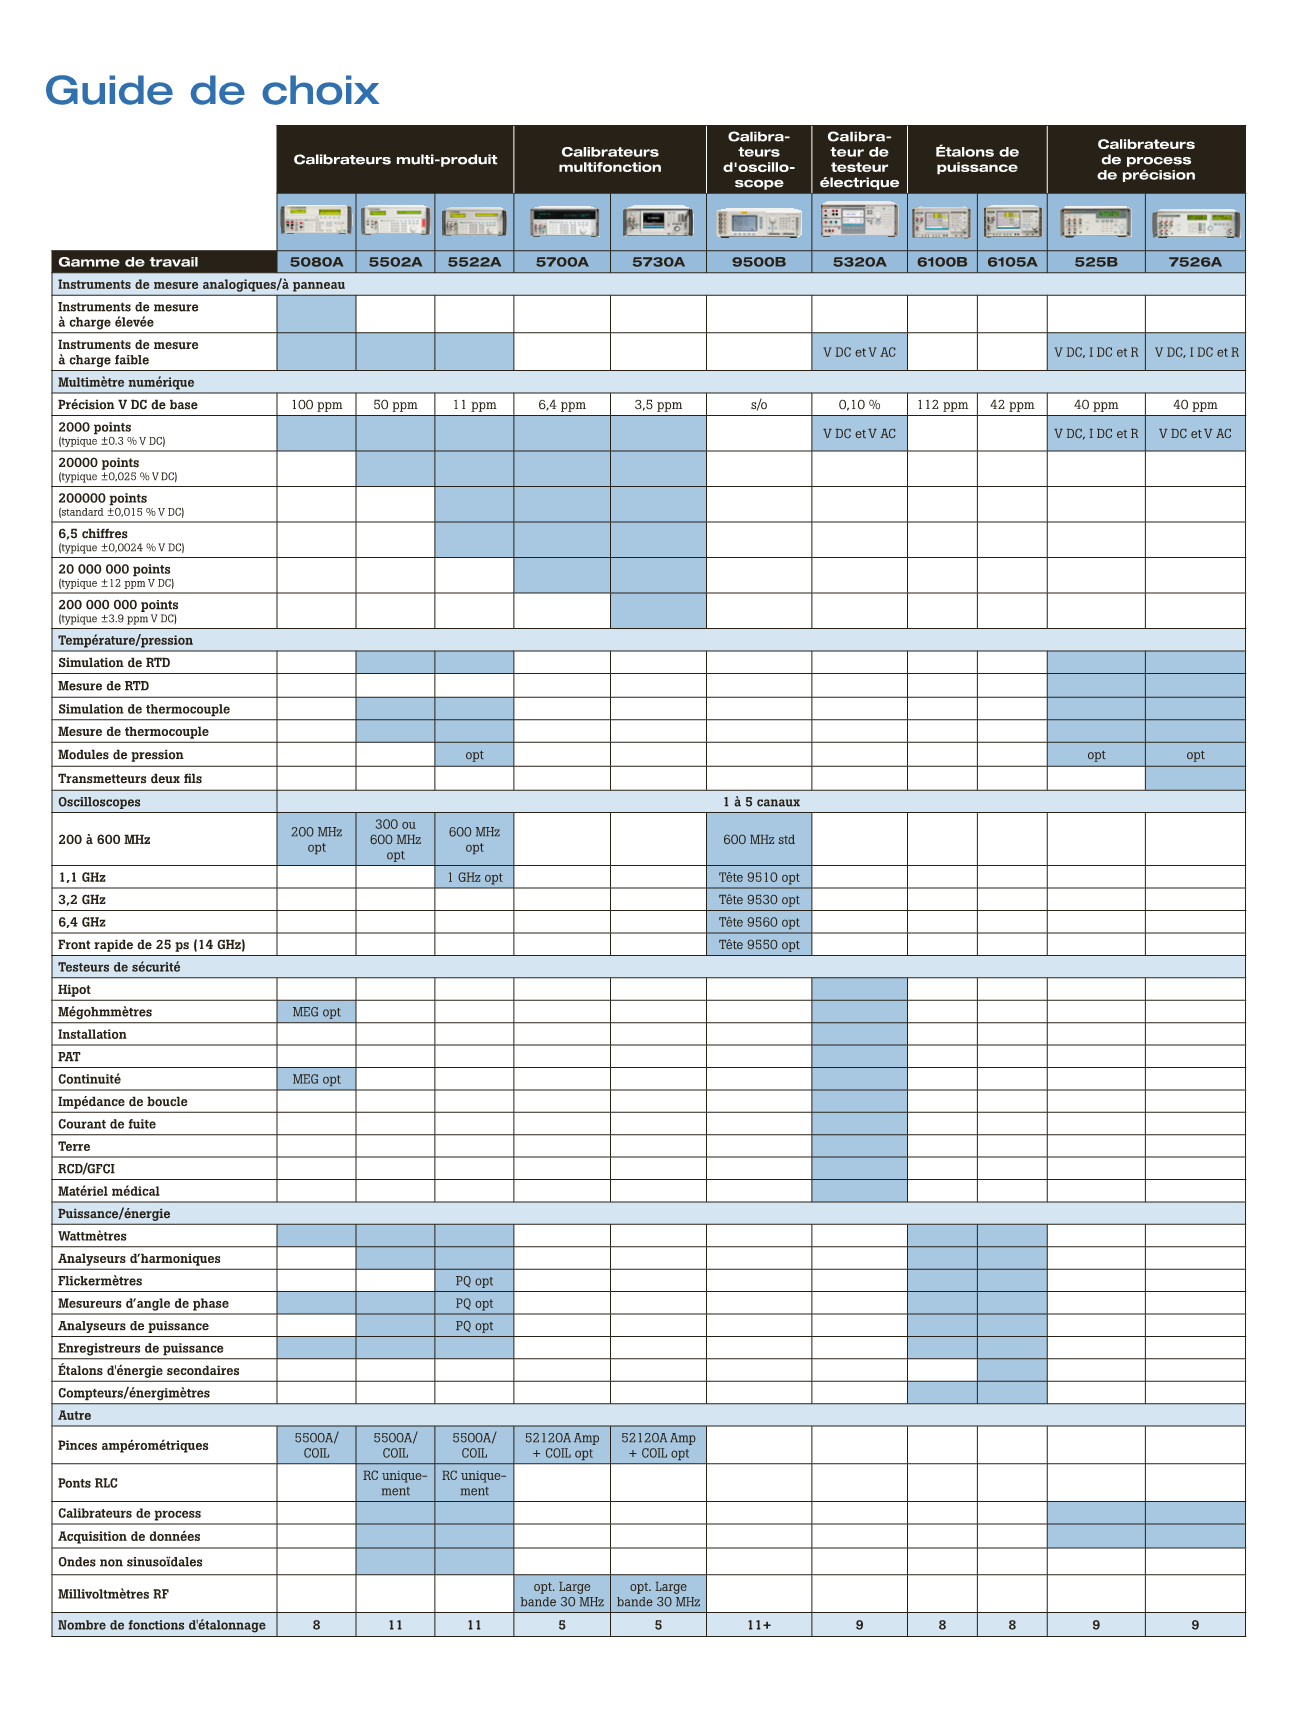 Guide de choix
Calibrateurs multi-produit
Calibrateurs
multifonction
Calibra-
teurs
d'oscillo-
scope
Calibra-
teur de
testeur
électrique
Étalons de
puissance
Calibrateurs
de process
de précision
Gamme de travail 5080A 5502A 5522A 5700A 5730A 9500B 5320A 6100B 6105A 525B 7526A
Instruments de mesure analogiques/à panneau
Instruments de mesure
à charge élevée
Instruments de mesure
à charge faible
V DC et V AC V DC, I DC et R V DC, I DC et R
Multimètre numérique
Précision V DC de base 100 ppm 50 ppm 11 ppm 6,4 ppm 3,5 ppm s/o 0,10 % 112 ppm 42 ppm 40 ppm 40 ppm
2000 points
(typique ±0.3 % V DC)
V DC et V AC V DC, I DC et R V DC et V AC
20000 points
(typique ±0,025 % V DC)
200000 points
(standard ±0,015 % V DC)
6,5 chiffres
(typique ±0,0024 % V DC)
20 000 000 points
(typique ±12 ppm V DC)
200 000 000 points
(typique ±3.9 ppm V DC)
Température/pression
Simulation de RTD
Mesure de RTD
Simulation de thermocouple
Mesure de thermocouple
Modules de pression opt opt opt
Transmetteurs deux fils
Oscilloscopes 1 à 5 canaux
200 à 600 MHz
200 MHz
opt
300 ou
600 MHz
opt
600 MHz
opt
600 MHz std
1,1 GHz 1 GHz opt Tête 9510 opt
3,2 GHz Tête 9530 opt
6,4 GHz Tête 9560 opt
Front rapide de 25 ps (14 GHz) Tête 9550 opt
Testeurs de sécurité
Hipot
Mégohmmètres MEG opt
Installation
PAT
Continuité MEG opt
Impédance de boucle
Courant de fuite
Terre
RCD/GFCI
Matériel médical
Puissance/énergie
Wattmètres
Analyseurs d’harmoniques
Flickermètres PQ opt
Mesureurs d’angle de phase PQ opt
Analyseurs de puissance PQ opt
Enregistreurs de puissance
Étalons d'énergie secondaires
Compteurs/énergimètres
Autre
Pinces ampérométriques
5500A/
COIL
5500A/
COIL
5500A/
COIL
52120A Amp
+ COIL opt
52120A Amp
+ COIL opt
Ponts RLC
RC unique-
ment
RC unique-
ment
Calibrateurs de process
Acquisition de données
Ondes non sinusoïdales
Millivoltmètres RF
opt. Large
bande 30 MHz
opt. Large
bande 30 MHz
Nombre de fonctions d'étalonnage 8 11 11 5 5 11+ 9 8 8 9 9